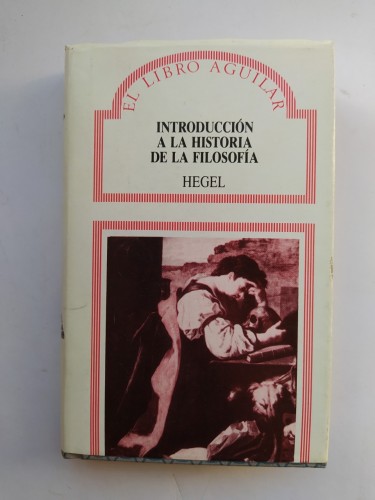 EL LIBRO AGUILAR
INTRODUCCIÓN
A LA HISTORIA
DE LA FILOSOFÍA
HEGEL